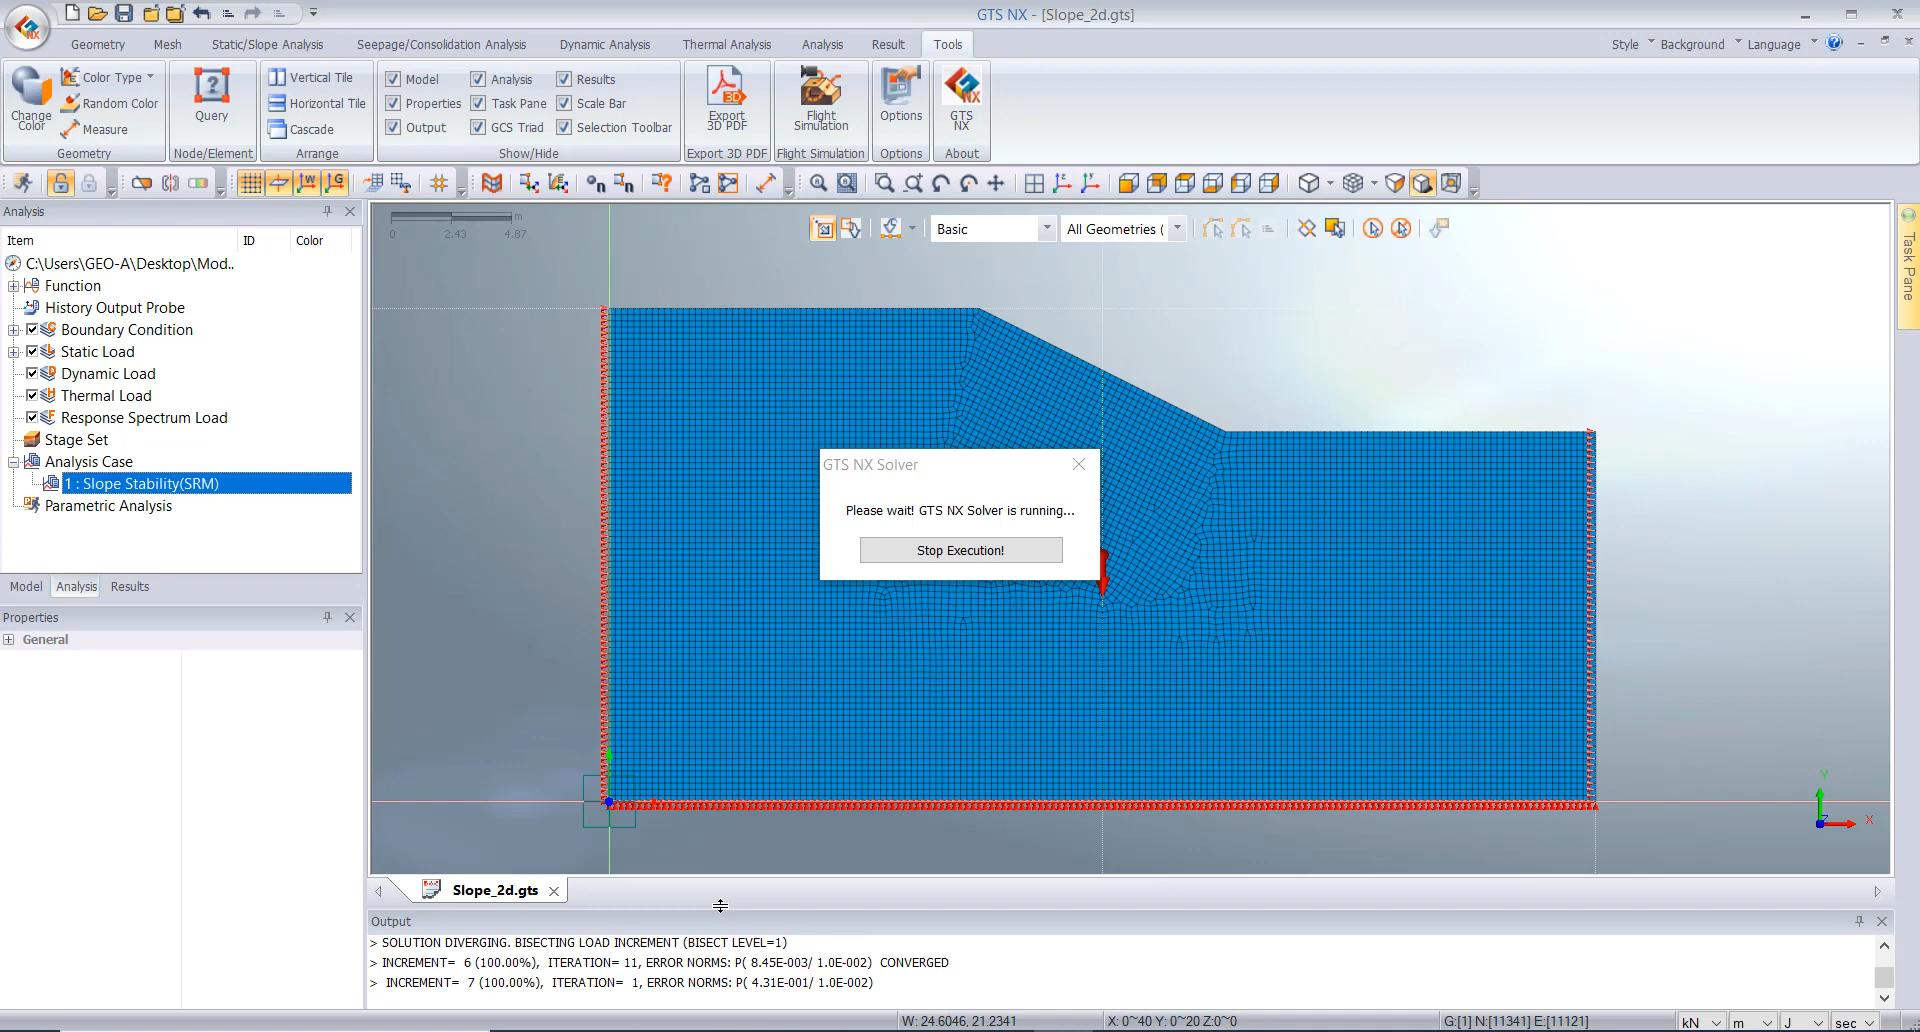 GTS NX - [Slope_2d.gts]
Geometry
Mesh
Static/Slope Analysis
Seepage/Consolidation Analysis
Dynamic Analysis
Thermal Analysis
Analysis
Result
Tools
Style
Background
Language
Change Color
Color Type
Random Color
Measure
Geometry
Query
Node/Element
Vertical Tile
Horizontal Tile
Cascade
Arrange
Model
Analysis
Results
Properties
Task Pane
Scale Bar
Output
GCS Triad
Selection Toolbar
Show/Hide
Export 3D PDF
Export 3D PDF
Flight Simulation
Flight Simulation
Options
Options
GTS NX
About
Analysis
Item
ID
Color
C:\Users\GEO-A\Desktop\Mod..
Function
History Output Probe
Boundary Condition
Static Load
Dynamic Load
Thermal Load
Response Spectrum Load
Stage Set
Analysis Case
1 : Slope Stability(SRM)
Parametric Analysis
Model
Analysis
Results
Properties
General
m
0
2.43
4.87
Basic
All Geometries (
Task Pane
GTS NX Solver
Please wait! GTS NX Solver is running...
Stop Execution!
Y
Z
X
Slope_2d.gts
Output
> SOLUTION DIVERGING. BISECTING LOAD INCREMENT (BISECT LEVEL=1)
> INCREMENT= 6 (100.00%), ITERATION= 11, ERROR NORMS: P( 8.45E-003/ 1.0E-002) CONVERGED
> INCREMENT= 7 (100.00%), ITERATION= 1, ERROR NORMS: P( 4.31E-001/ 1.0E-002)
W: 24.6046, 21.2341
X: 0~40 Y: 0~20 Z:0~0
G:[1] N:[11341] E:[11121]
kN
m
J
sec